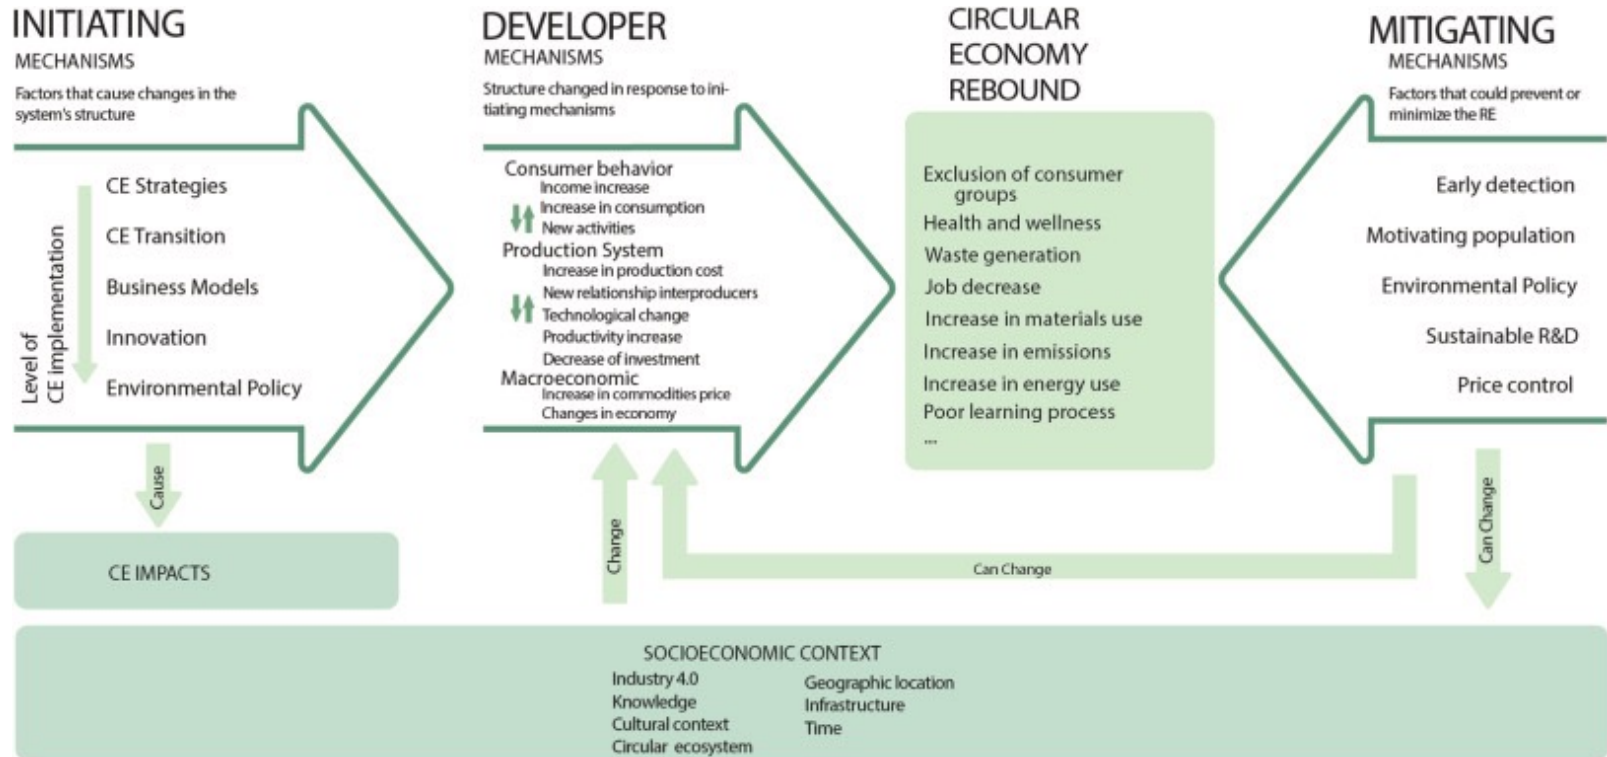 INITIATING
MECHANISMS
Factors that cause changes in the
system's structure
Level of
CE implementation
CE Strategies
CE Transition
Business Models
Innovation
Environmental Policy
Cause
CE IMPACTS
DEVELOPER
MECHANISMS
Structure changed in response to ini-
tiating mechanisms
Consumer behavior
Income increase
Increase in consumption
New activities
Production System
Increase in production cost
New relationship interproducers
Technological change
Productivity increase
Decrease of investment
Macroeconomic
Increase in commodities price
Changes in economy
Change
CIRCULAR
ECONOMY
REBOUND
Exclusion of consumer
groups
Health and wellness
Waste generation
Job decrease
Increase in materials use
Increase in emissions
Increase in energy use
Poor learning process
...
MITIGATING
MECHANISMS
Factors that could prevent or
minimize the RE
Early detection
Motivating population
Environmental Policy
Sustainable R&D
Price control
Can Change
Can Change
SOCIOECONOMIC CONTEXT
Industry 4.0
Knowledge
Cultural context
Circular ecosystem
Geographic location
Infrastructure
Time